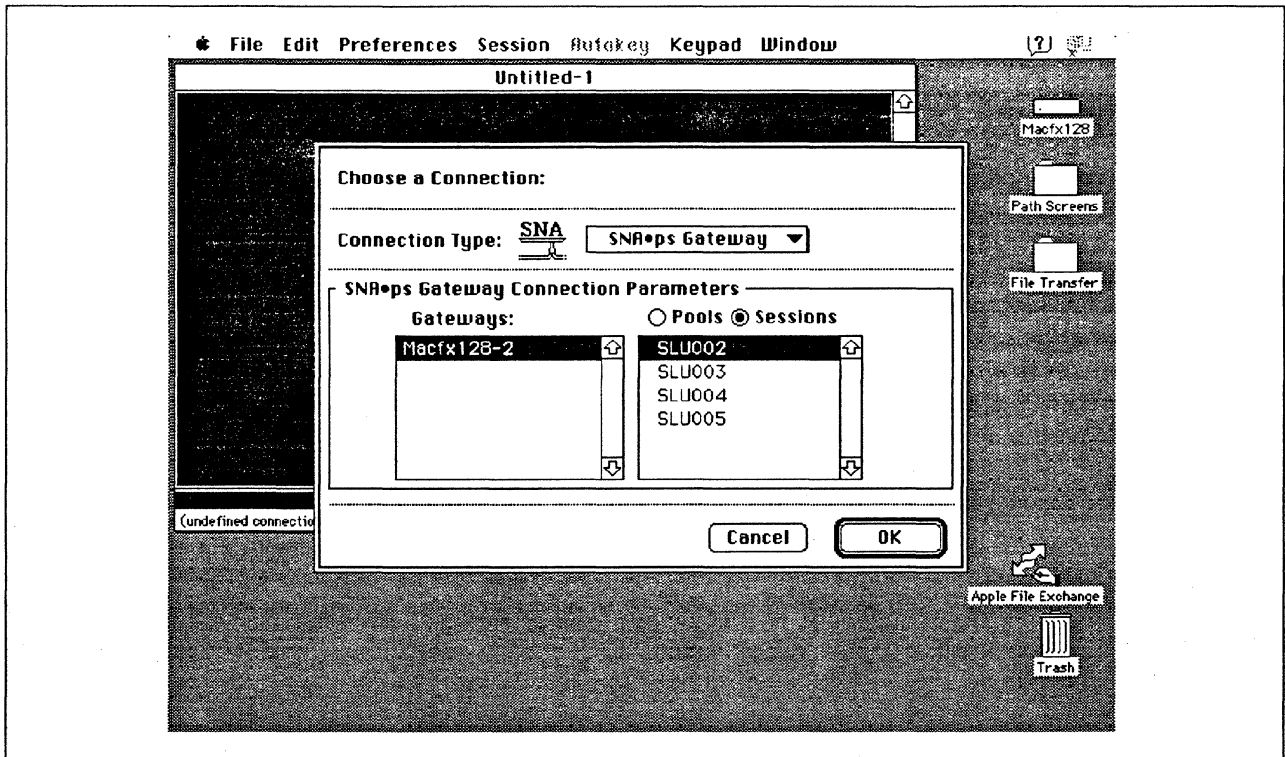 File Edit Preferences Session Autokey Keypad Window
Untitled-1
Macfx128
Choose a Connection:
Path Screens
Connection Type: SNA SNA•ps Gateway
File Transfer
SNA•ps Gateway Connection Parameters
Gateways: Pools Sessions
Macfx128-2 SLU002
SLU003
SLU004
SLU005
(undefined connectio
Cancel OK
Apple File Exchange
Trash